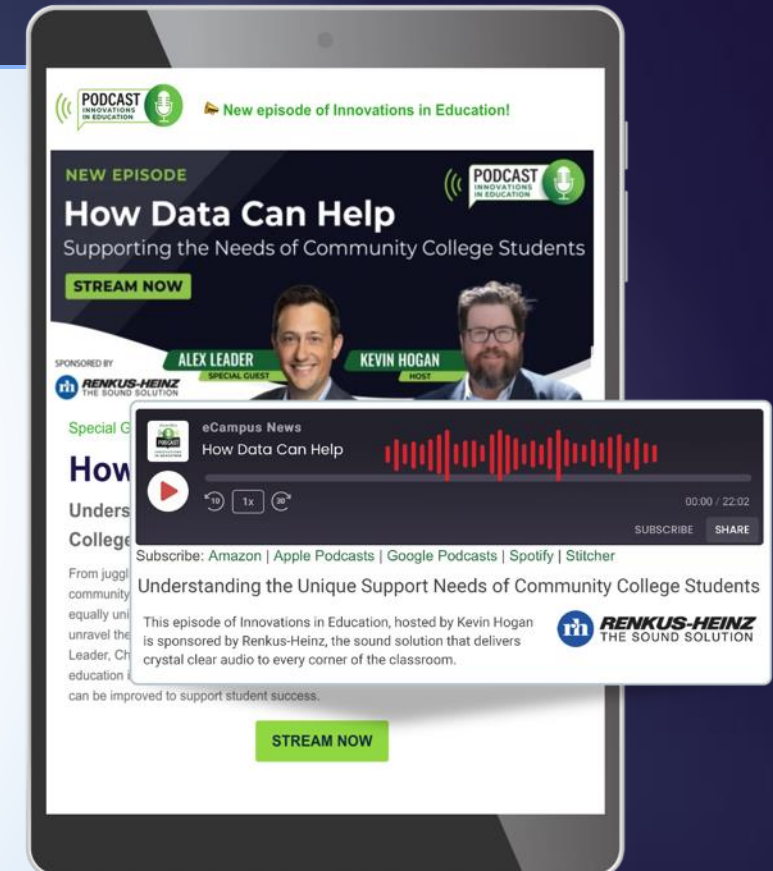 PODCAST
INNOVATIONS
IN EDUCATION
New episode of Innovations in Education!
NEW EPISODE
PODCAST
INNOVATIONS
IN EDUCATION
How Data Can Help
Supporting the Needs of Community College Students
STREAM NOW
SPONSORED BY
rh RENKUS-HEINZ
THE SOUND SOLUTION
ALEX LEADER
SPECIAL GUEST
KEVIN HOGAN
HOST
Special G
How
Unders
College
From juggl
community
equally uni
unravel the
Leader, Ch
education i
can be improved to support student success.
STREAM NOW
PODCAST
eCampus News
How Data Can Help
10 1x 30
00:00 / 22:02
SUBSCRIBE SHARE
Subscribe: Amazon | Apple Podcasts | Google Podcasts | Spotify | Stitcher
Understanding the Unique Support Needs of Community College Students
This episode of Innovations in Education, hosted by Kevin Hogan
is sponsored by Renkus-Heinz, the sound solution that delivers
crystal clear audio to every corner of the classroom.
rh RENKUS-HEINZ
THE SOUND SOLUTION